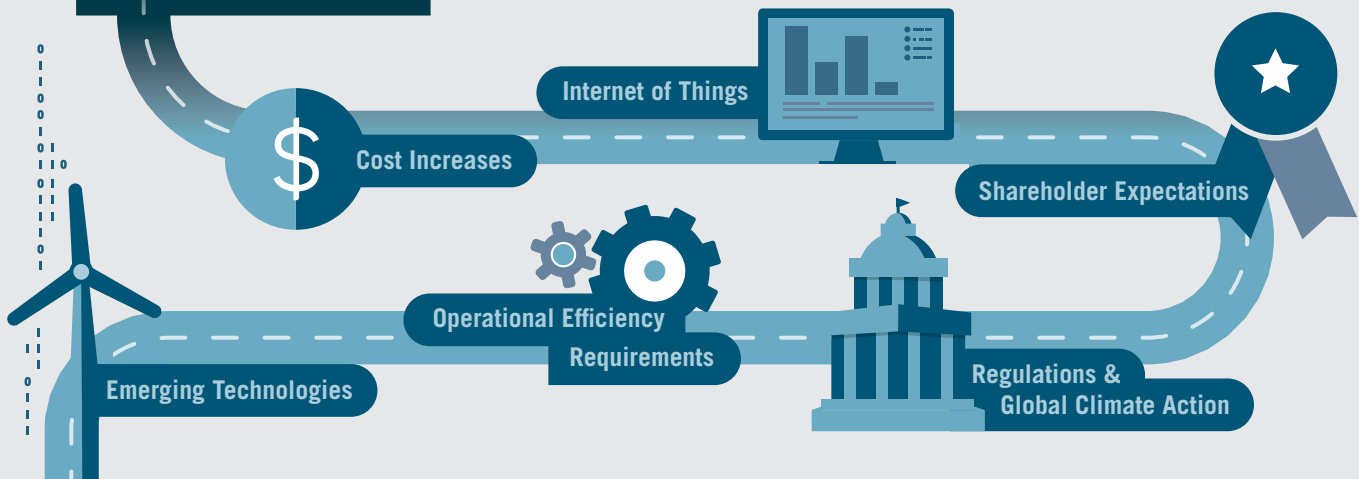 Internet of Things
Cost Increases
Shareholder Expectations
Operational Efficiency
Requirements
Regulations &
Global Climate Action
Emerging Technologies